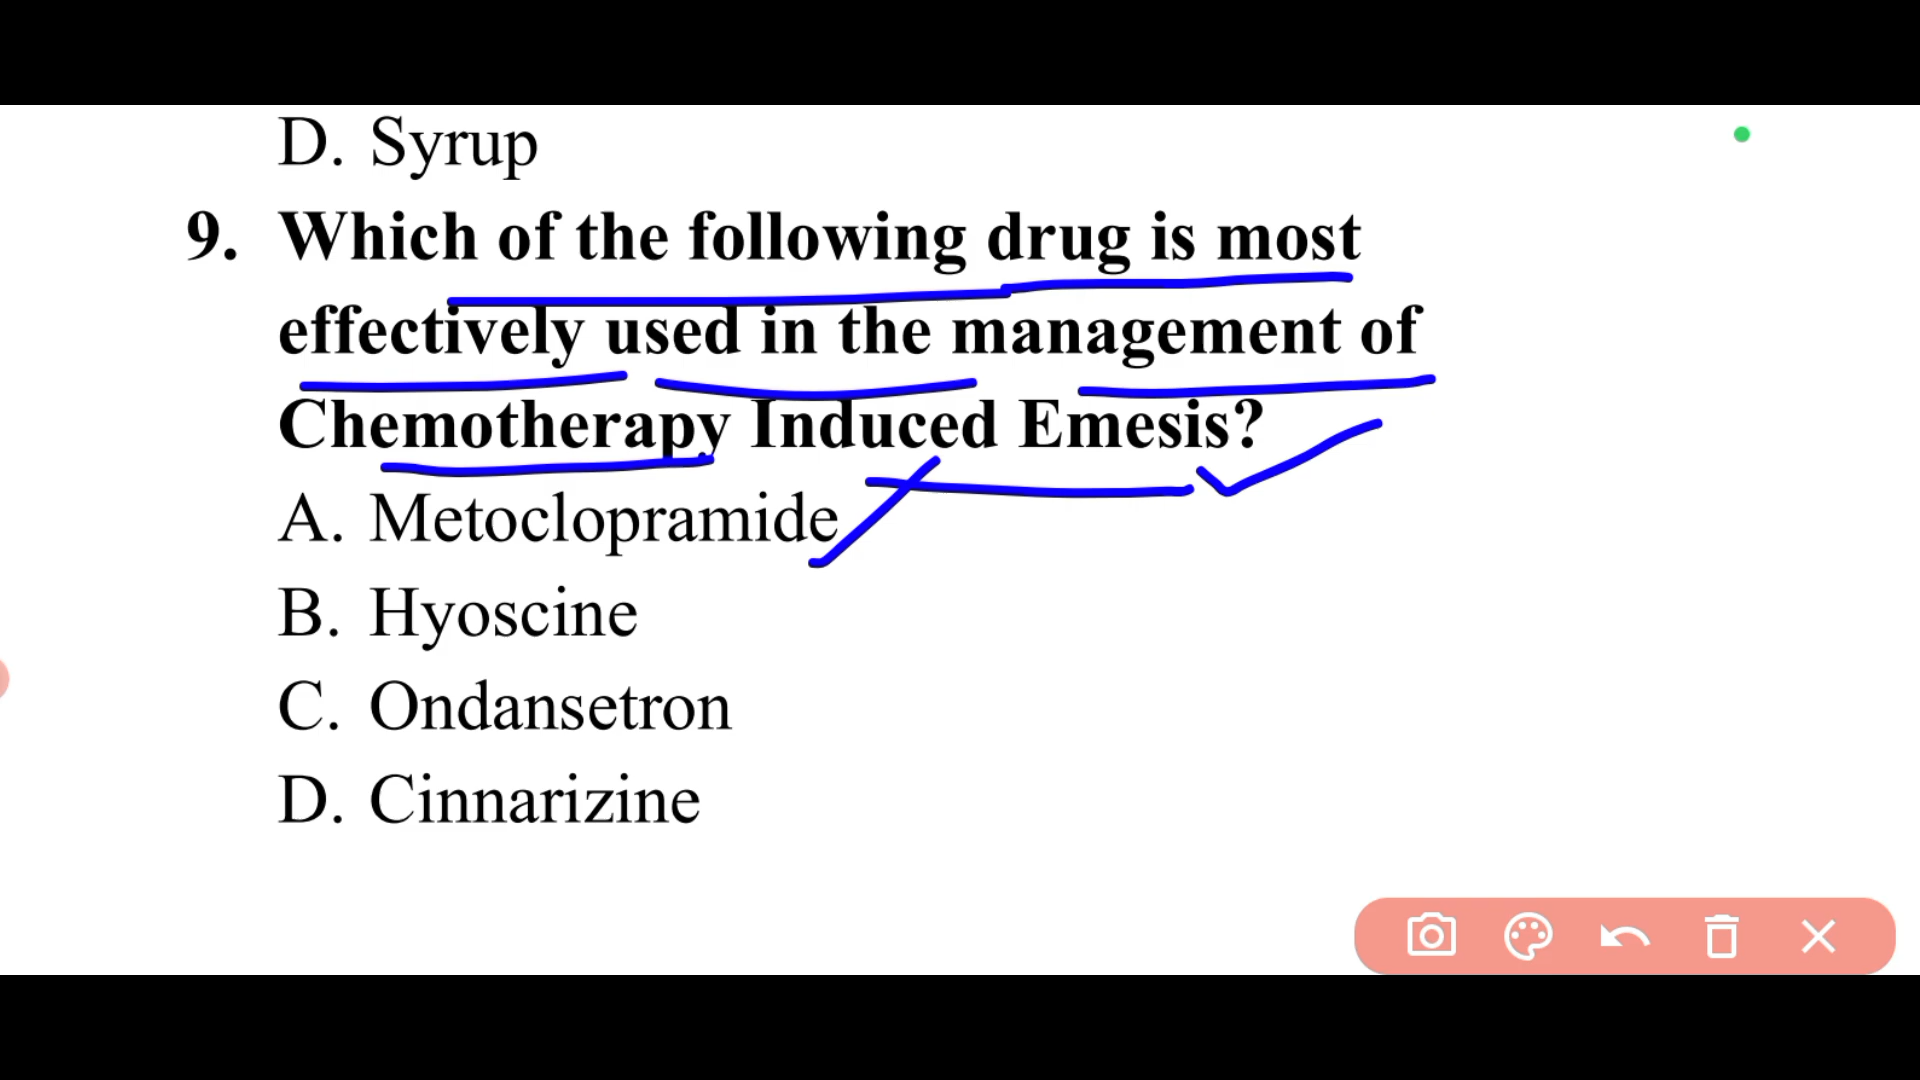 D. Syrup
9. Which of the following drug is most
effectively used in the management of
Chemotherapy Induced Emesis?
A. Metoclopramide
B. Hyoscine
C. Ondansetron
D. Cinnarizine